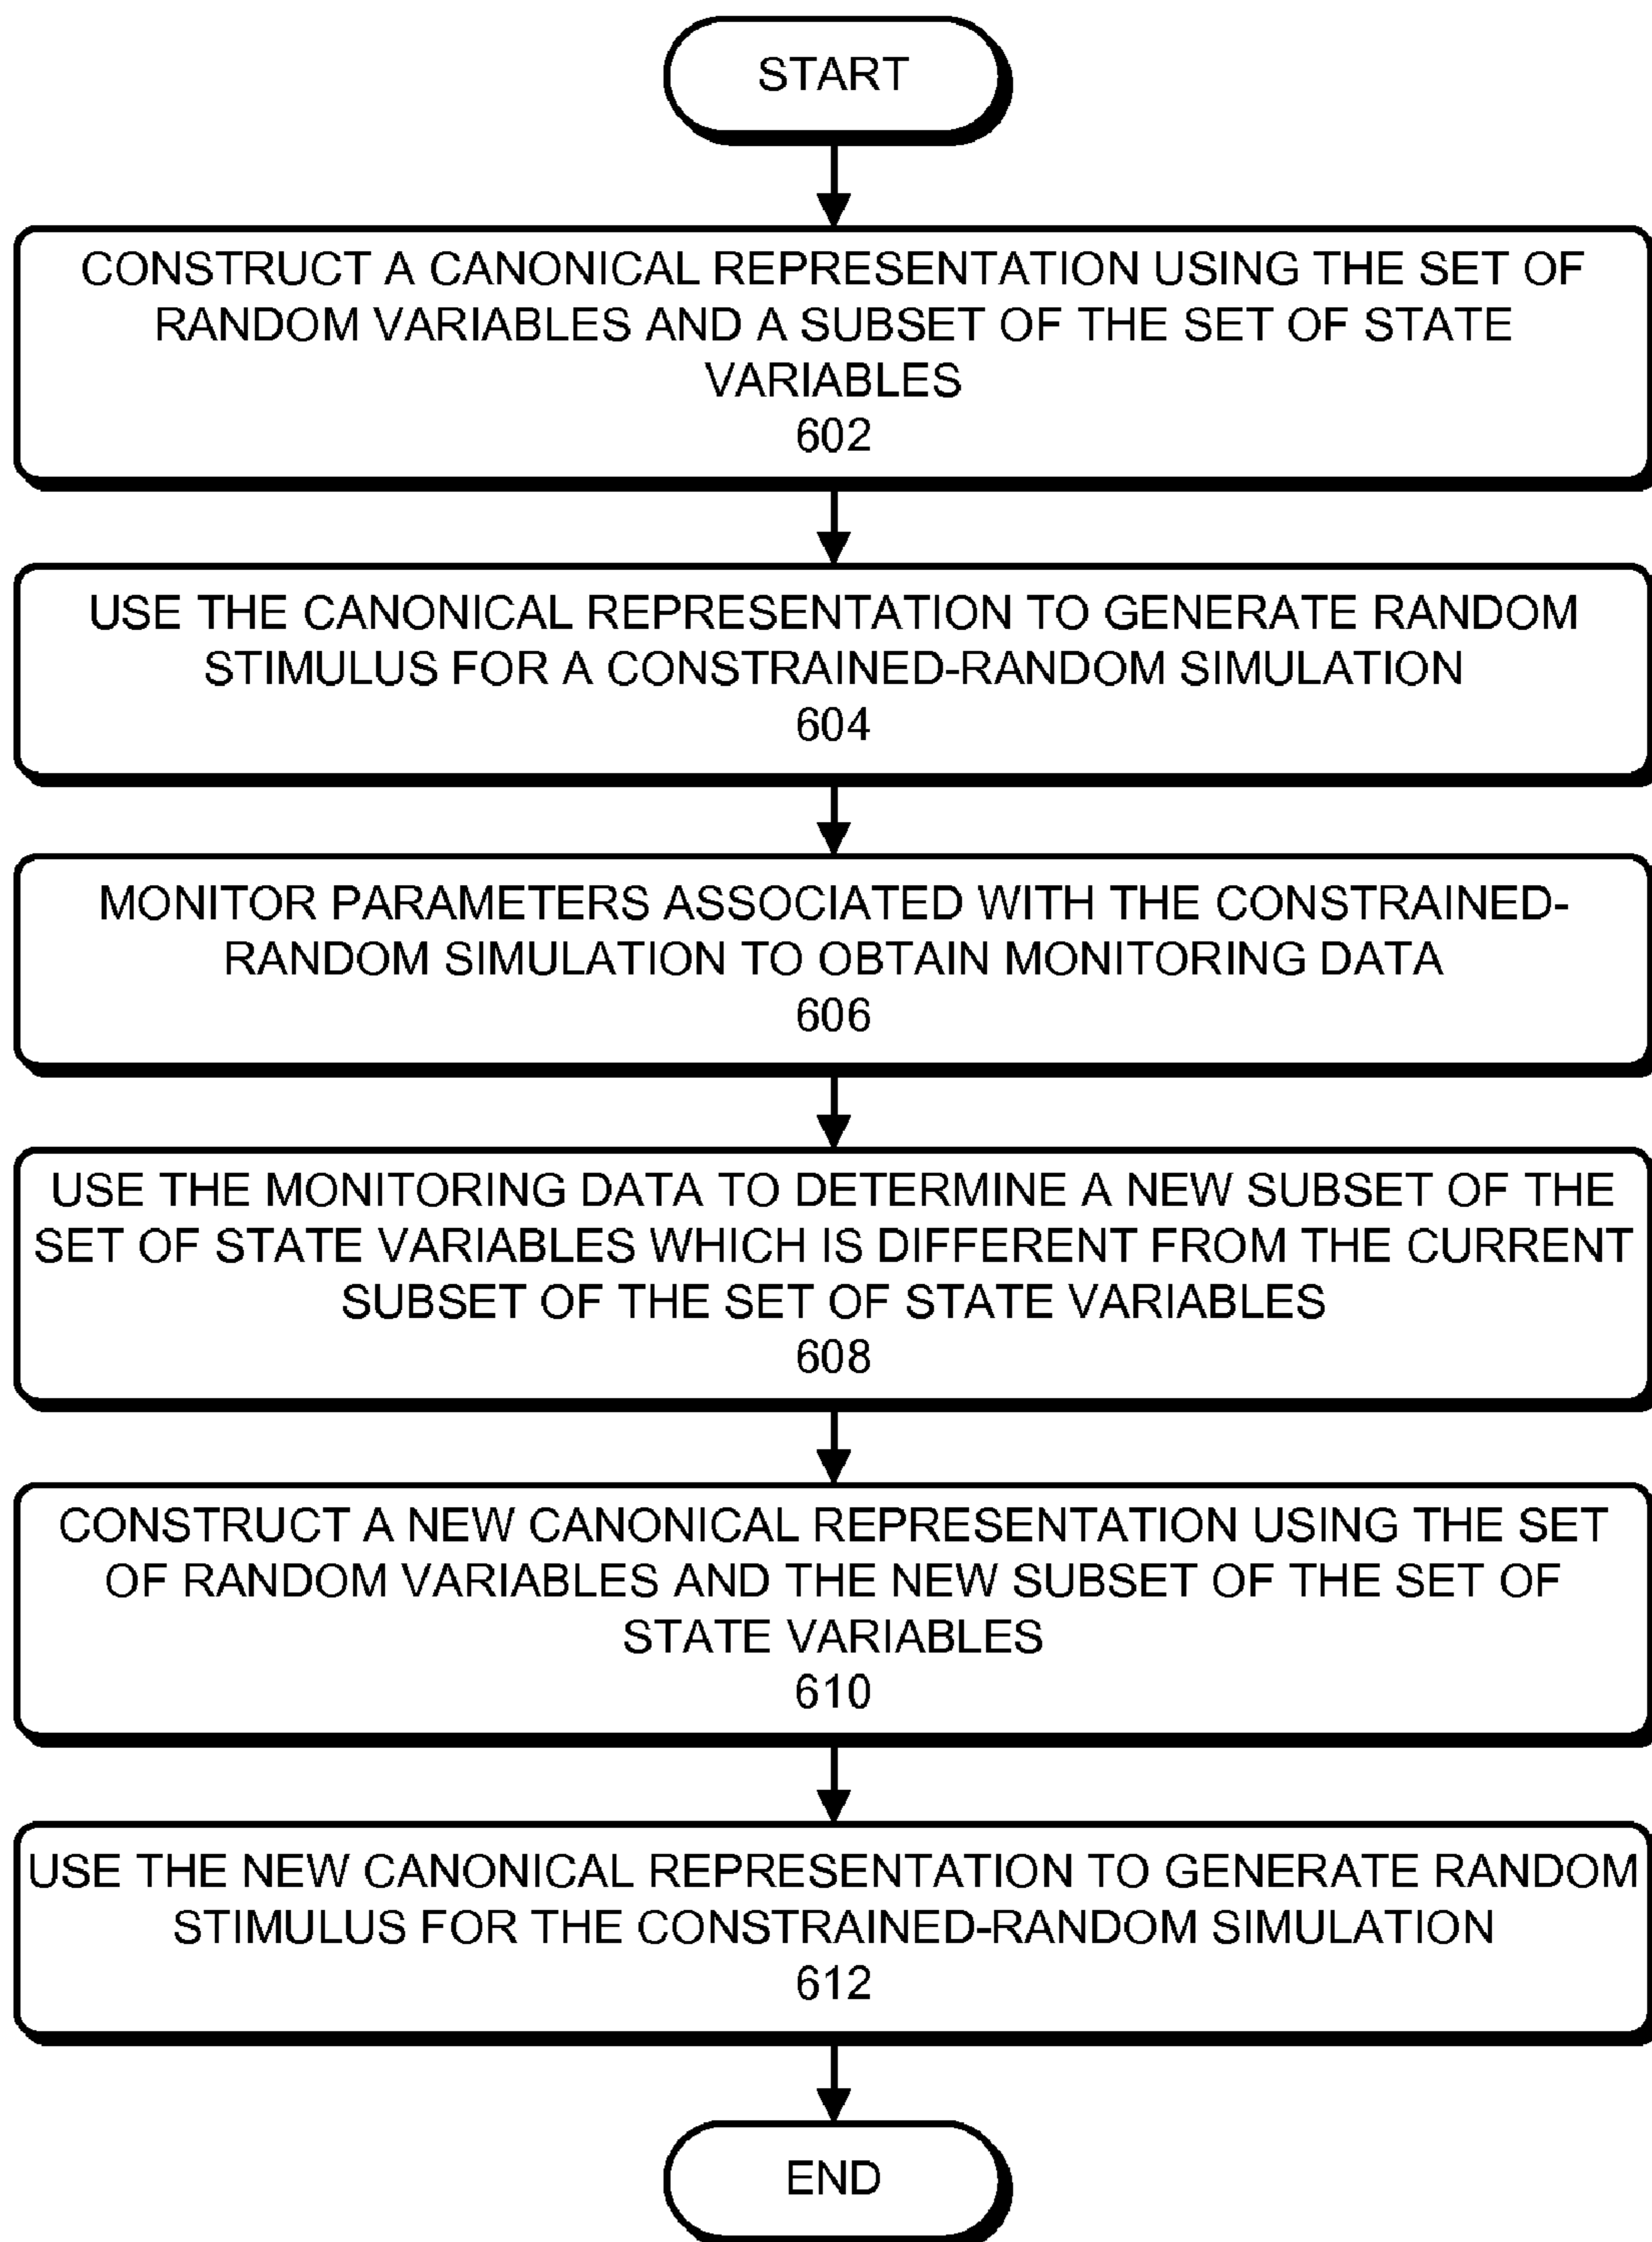 START
CONSTRUCT A CANONICAL REPRESENTATION USING THE SET OF
RANDOM VARIABLES AND A SUBSET OF THE SET OF STATE
VARIABLES
602
USE THE CANONICAL REPRESENTATION TO GENERATE RANDOM
STIMULUS FOR A CONSTRAINED-RANDOM SIMULATION
604
MONITOR PARAMETERS ASSOCIATED WITH THE CONSTRAINED-
RANDOM SIMULATION TO OBTAIN MONITORING DATA
606
USE THE MONITORING DATA TO DETERMINE A NEW SUBSET OF THE
SET OF STATE VARIABLES WHICH IS DIFFERENT FROM THE CURRENT
SUBSET OF THE SET OF STATE VARIABLES
608
CONSTRUCT A NEW CANONICAL REPRESENTATION USING THE SET
OF RANDOM VARIABLES AND THE NEW SUBSET OF THE SET OF
STATE VARIABLES
610
USE THE NEW CANONICAL REPRESENTATION TO GENERATE RANDOM
STIMULUS FOR THE CONSTRAINED-RANDOM SIMULATION
612
END